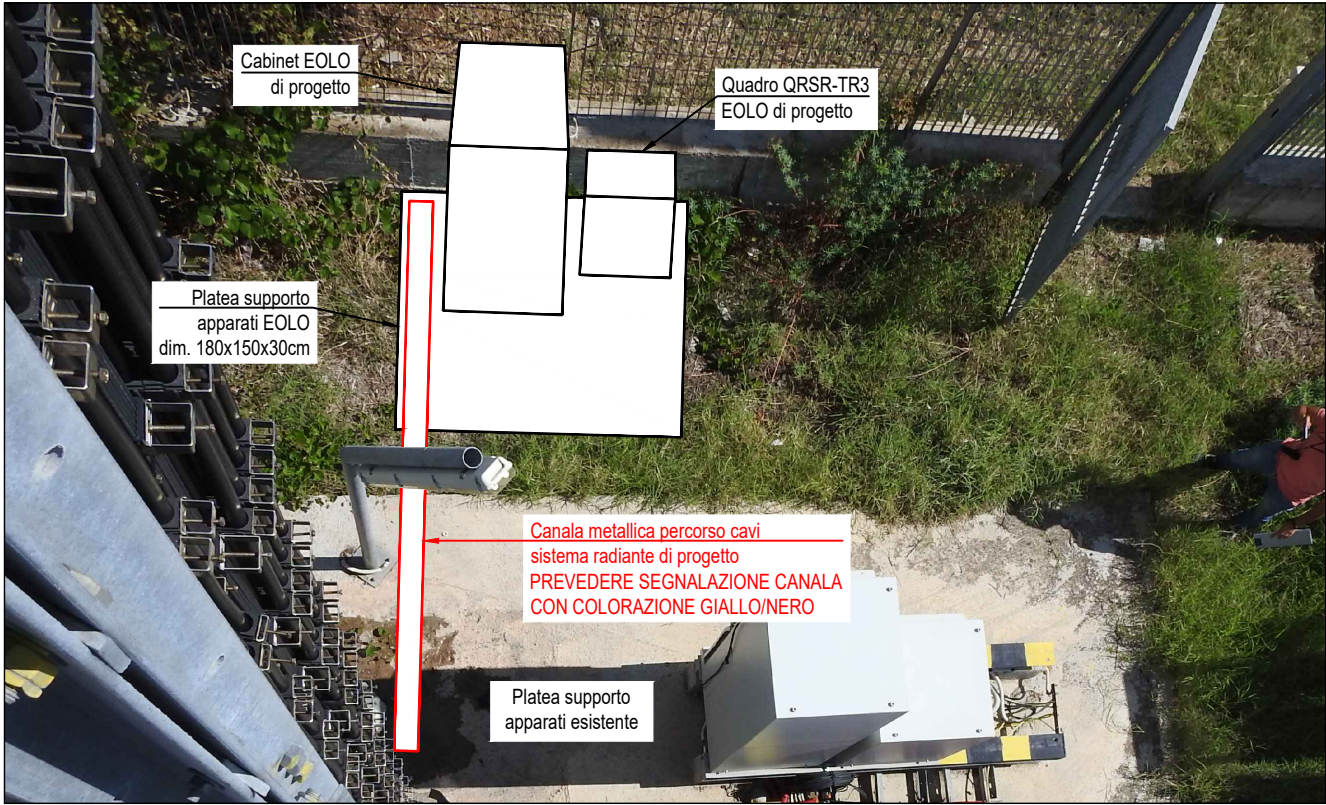 Cabinet EOLO
di progetto
Quadro QRSR-TR3
EOLO di progetto
Platea supporto
apparati EOLO
dim. 180x150x30cm
Canala metallica percorso cavi
sistema radiante di progetto
PREVEDERE SEGNALAZIONE CANALA
CON COLORAZIONE GIALLO/NERO
Platea supporto
apparati esistente